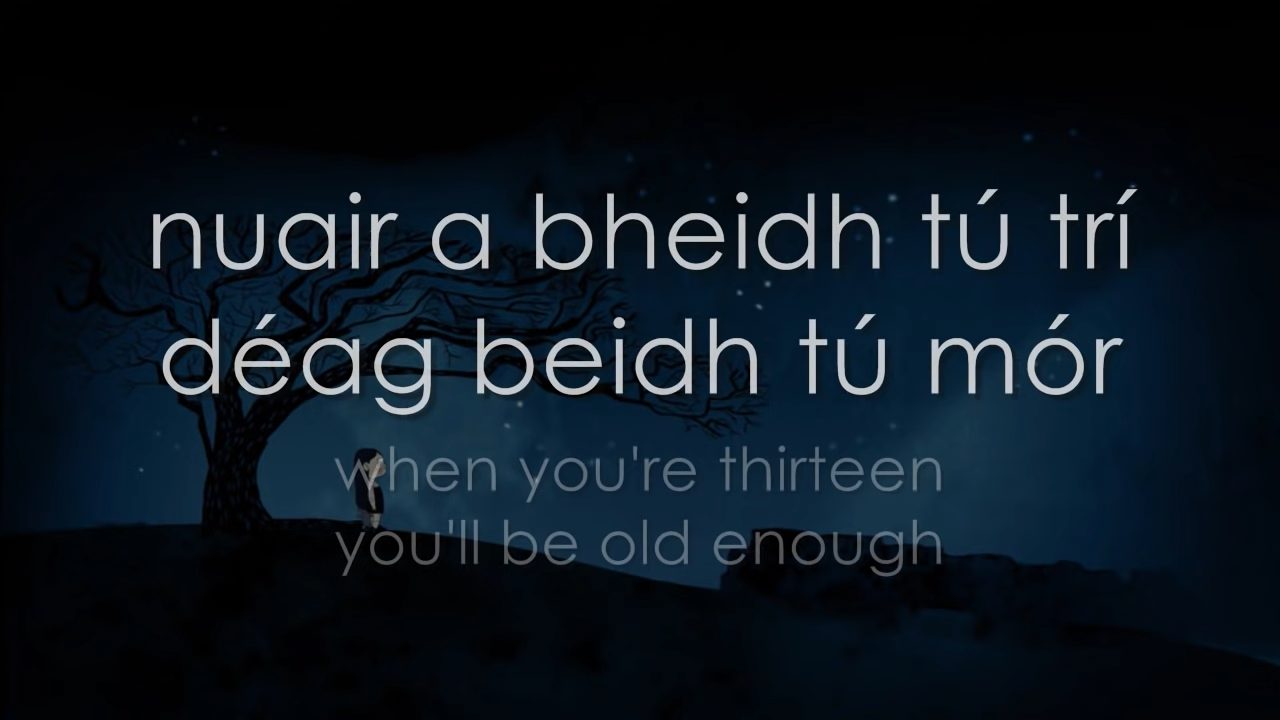 nuair a bheidh tú trí
déag beidh tú mór
when you're thirteen
you'll be old enough